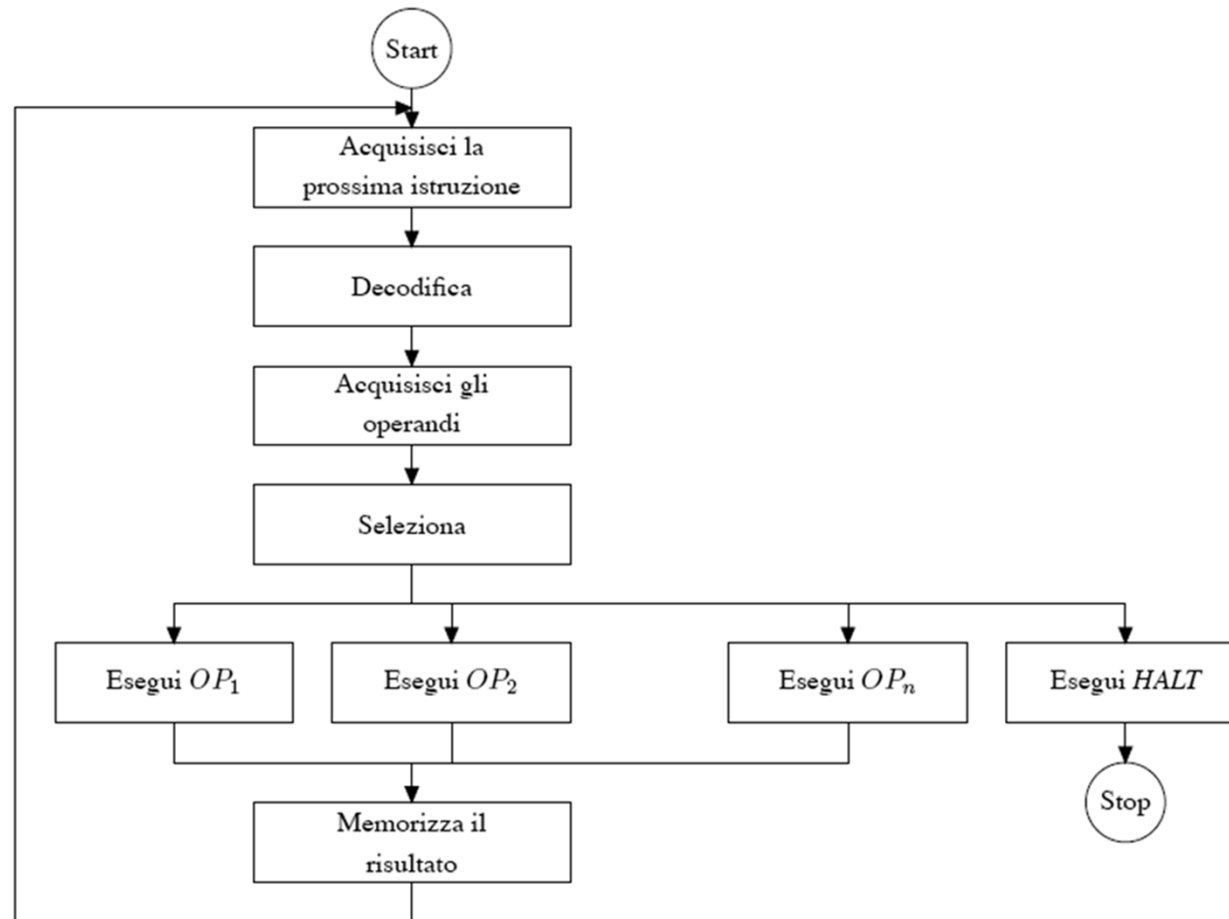 Start
Acquisisci la
prossima istruzione
Decodifica
Acquisisci gli
operandi
Seleziona
Esegui OP₁
Esegui OP₂
Esegui OPₙ
Esegui HALT
Memorizza il
risultato
Stop